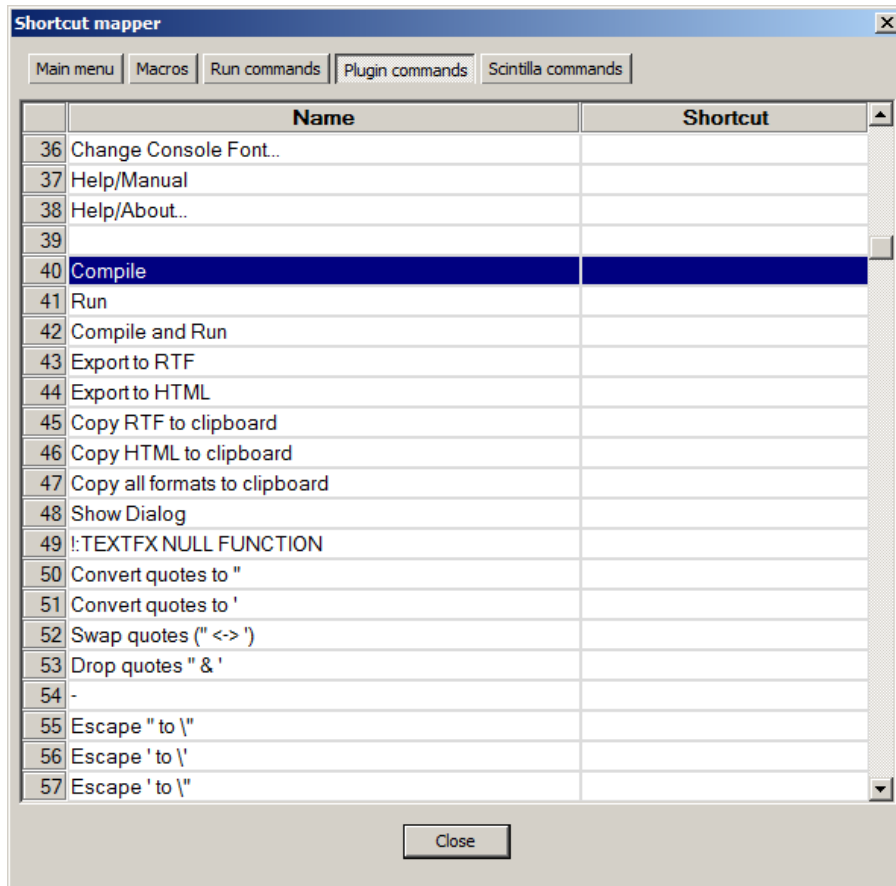 Shortcut mapper
Main menu Macros Run commands Plugin commands Scintilla commands
Name Shortcut
36 Change Console Font...
37 Help/Manual
38 Help/About...
39
40 Compile
41 Run
42 Compile and Run
43 Export to RTF
44 Export to HTML
45 Copy RTF to clipboard
46 Copy HTML to clipboard
47 Copy all formats to clipboard
48 Show Dialog
49 !:TEXTFX NULL FUNCTION
50 Convert quotes to "
51 Convert quotes to '
52 Swap quotes (" <-> ')
53 Drop quotes " & '
54 -
55 Escape " to \"
56 Escape ' to \'
57 Escape ' to \"
Close